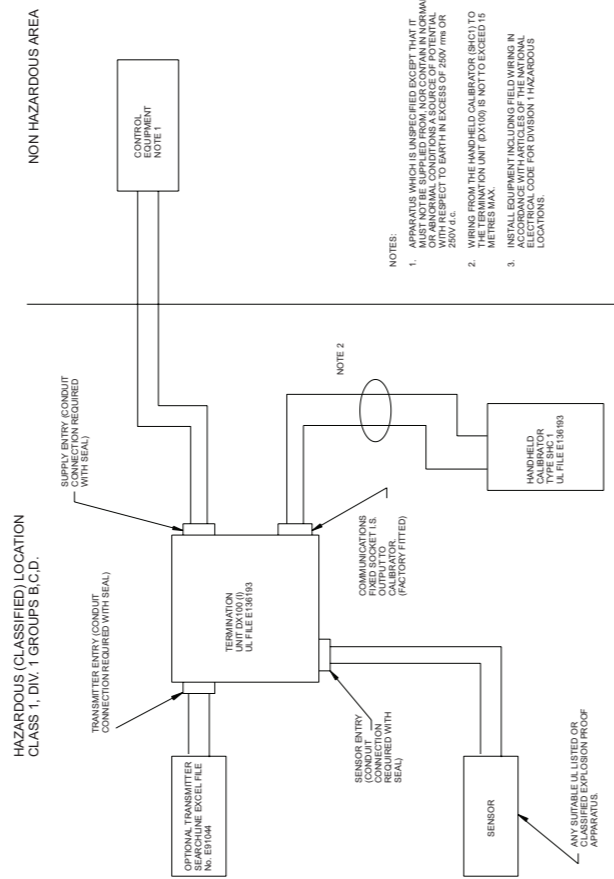 HAZARDOUS (CLASSIFIED) LOCATION
CLASS 1, DIV. 1 GROUPS B,C,D.
NON HAZARDOUS AREA
TRANSMITTER ENTRY (CONDUIT
CONNECTION REQUIRED WITH SEAL)
SUPPLY ENTRY (CONDUIT
CONNECTION REQUIRED
WITH SEAL)
CONTROL
EQUIPMENT
NOTE 1
OPTIONAL TRANSMITTER
SEARCHLINE EXCEL FILE
No. E91044
TERMINATION
UNIT DX100 (I)
UL FILE E136193
SENSOR ENTRY
(CONDUIT
CONNECTION
REQUIRED WITH
SEAL)
COMMUNICATIONS
FIXED SOCKET I.S.
OUTPUT TO
CALIBRATOR.
(FACTORY FITTED)
NOTE 2
SENSOR
ANY SUITABLE UL LISTED OR
CLASSIFIED EXPLOSION PROOF
APPARATUS.
HANDHELD
CALIBRATOR
TYPE SHC 1
UL FILE E136193
NOTES:
1. APPARATUS WHICH IS UNSPECIFIED EXCEPT THAT IT
MUST NOT BE SUPPLIED FROM, NOR CONTAIN IN NORMAL
OR ABNORMAL CONDITIONS A SOURCE OF POTENTIAL
WITH RESPECT TO EARTH IN EXCESS OF 250V rms OR
250V d.c.
2. WIRING FROM THE HANDHELD CALIBRATOR (SHC1) TO
THE TERMINATION UNIT (DX100) IS NOT TO EXCEED 15
METRES MAX.
3. INSTALL EQUIPMENT INCLUDING FIELD WIRING IN
ACCORDANCE WITH ARTICLES OF THE NATIONAL
ELECTRICAL CODE FOR DIVISION 1 HAZARDOUS
LOCATIONS.